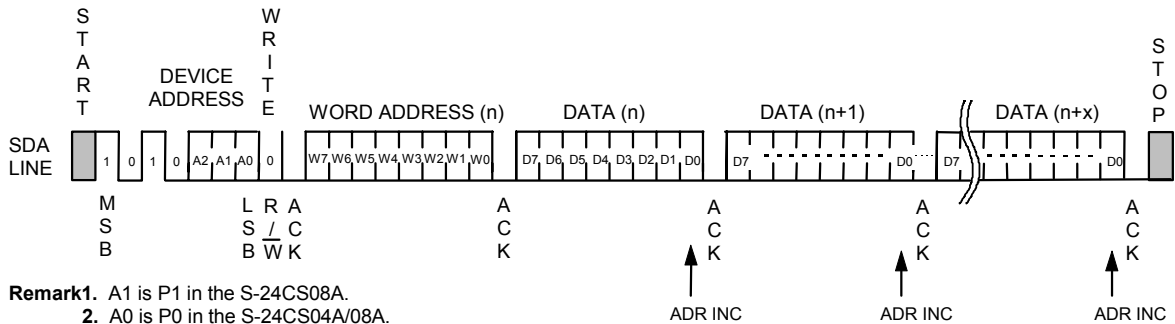 START
WRITE
STOP
DEVICE
ADDRESS
WORD ADDRESS (n)
DATA (n)
DATA (n+1)
DATA (n+x)
SDA
LINE
1 0 1 0 A2 A1 A0 0 W7 W6 W5 W4 W3 W2 W1 W0 D7 D6 D5 D4 D3 D2 D1 D0 D7 D0 D7 D0
MSB
LSB
R/W
ACK
ACK
ACK
ACK
ACK
ADR INC
ADR INC
ADR INC
Remark1. A1 is P1 in the S-24CS08A.
2. A0 is P0 in the S-24CS04A/08A.